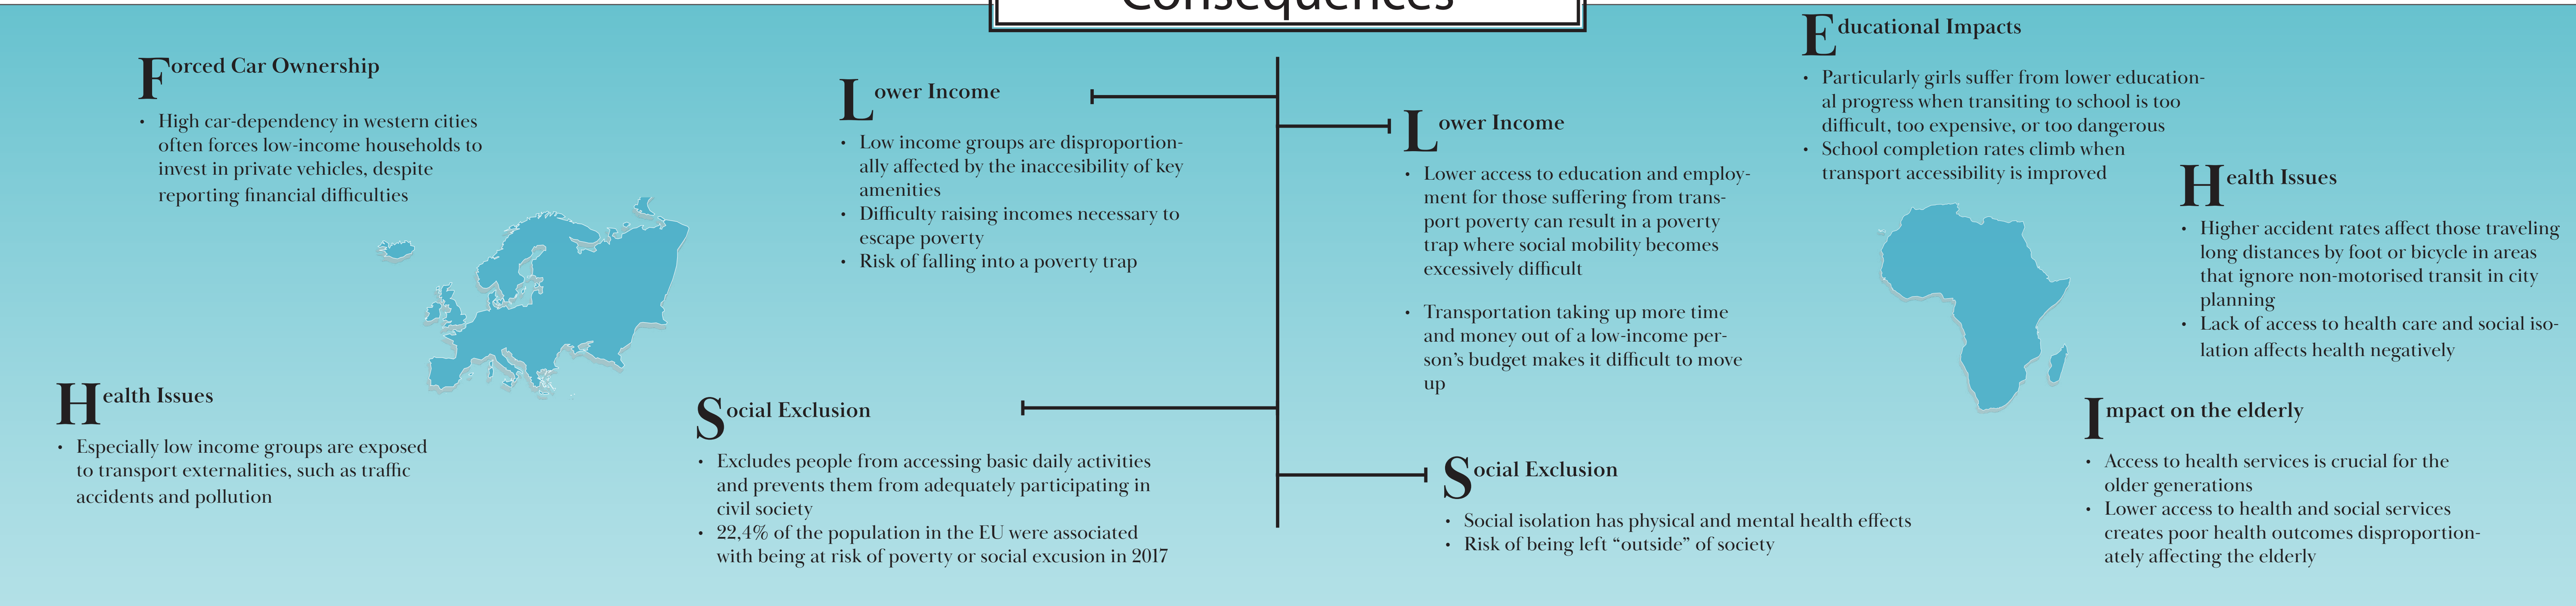 Consequences
Forced Car Ownership
• High car-dependency in western cities
often forces low-income households to
invest in private vehicles, despite
reporting financial difficulties
Health Issues
• Especially low income groups are exposed
to transport externalities, such as traffic
accidents and pollution
Lower Income
• Low income groups are disproportion-
ally affected by the inaccesibility of key
amenities
• Difficulty raising incomes necessary to
escape poverty
• Risk of falling into a poverty trap
Social Exclusion
• Excludes people from accessing basic daily activities
and prevents them from adequately participating in
civil society
• 22,4% of the population in the EU were associated
with being at risk of poverty or social excusion in 2017
Lower Income
• Lower access to education and employ-
ment for those suffering from trans-
port poverty can result in a poverty
trap where social mobility becomes
excessively difficult
• Transportation taking up more time
and money out of a low-income per-
son's budget makes it difficult to move
up
Social Exclusion
• Social isolation has physical and mental health effects
• Risk of being left “outside” of society
Educational Impacts
• Particularly girls suffer from lower education-
al progress when transiting to school is too
difficult, too expensive, or too dangerous
• School completion rates climb when
transport accessibility is improved
Health Issues
• Higher accident rates affect those traveling
long distances by foot or bicycle in areas
that ignore non-motorised transit in city
planning
• Lack of access to health care and social iso-
lation affects health negatively
Impact on the elderly
• Access to health services is crucial for the
older generations
• Lower access to health and social services
creates poor health outcomes disproportion-
ately affecting the elderly